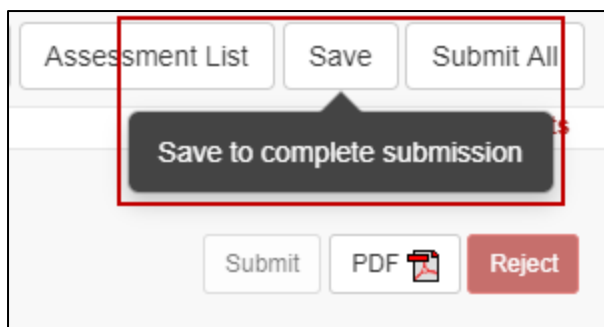 Assessment List Save Submit All
Save to complete submission
Submit PDF Reject